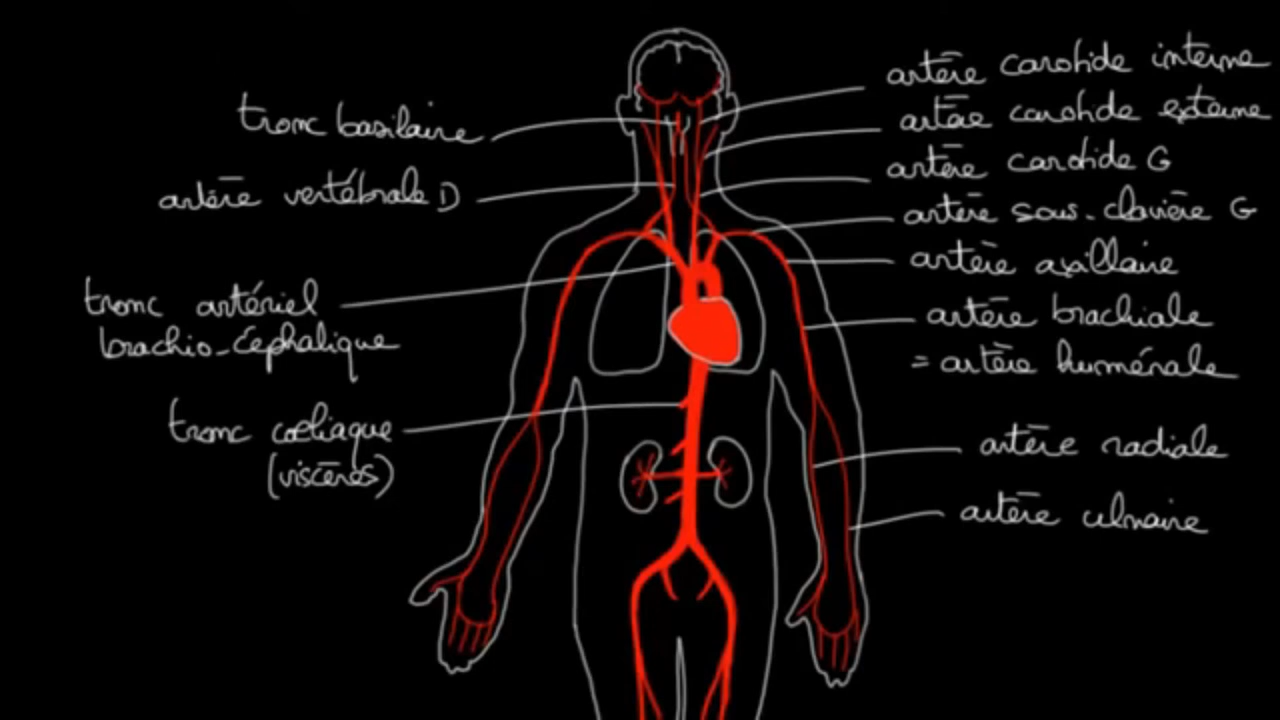 tronc basilaire
artère vertébrale D
tronc artériel
brachio-céphalique
tronc cœliaque
(viscères)
artère carotide interne
artère carotide externe
artère carotide G
artère sous-clavière G
artère axillaire
artère brachiale
= artère humérale
artère radiale
artère ulnaire